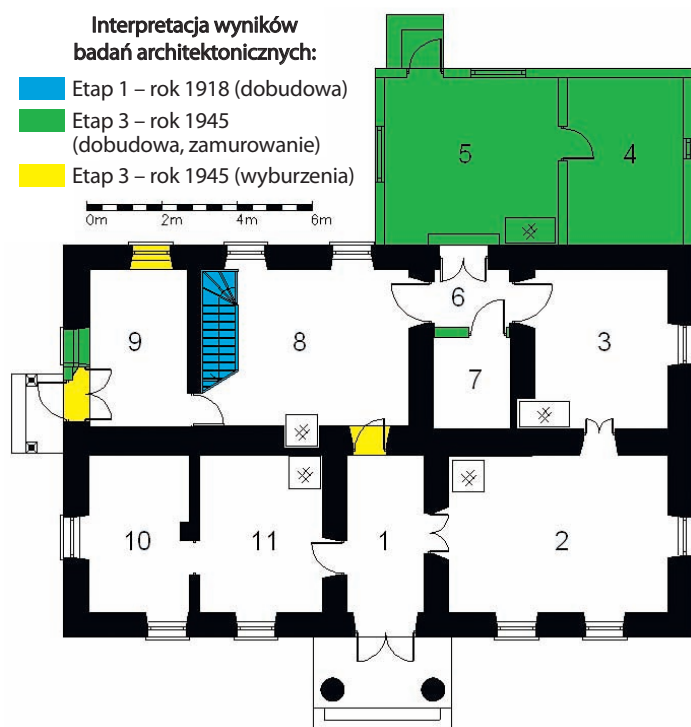 Interpretacja wyników
badań architektonicznych:
Etap 1 – rok 1918 (dobudowa)
Etap 3 – rok 1945
(dobudowa, zamurowanie)
Etap 3 – rok 1945 (wyburzenia)
0m 2m 4m 6m
5 4
6
9 8 3
7
10 11 1 2